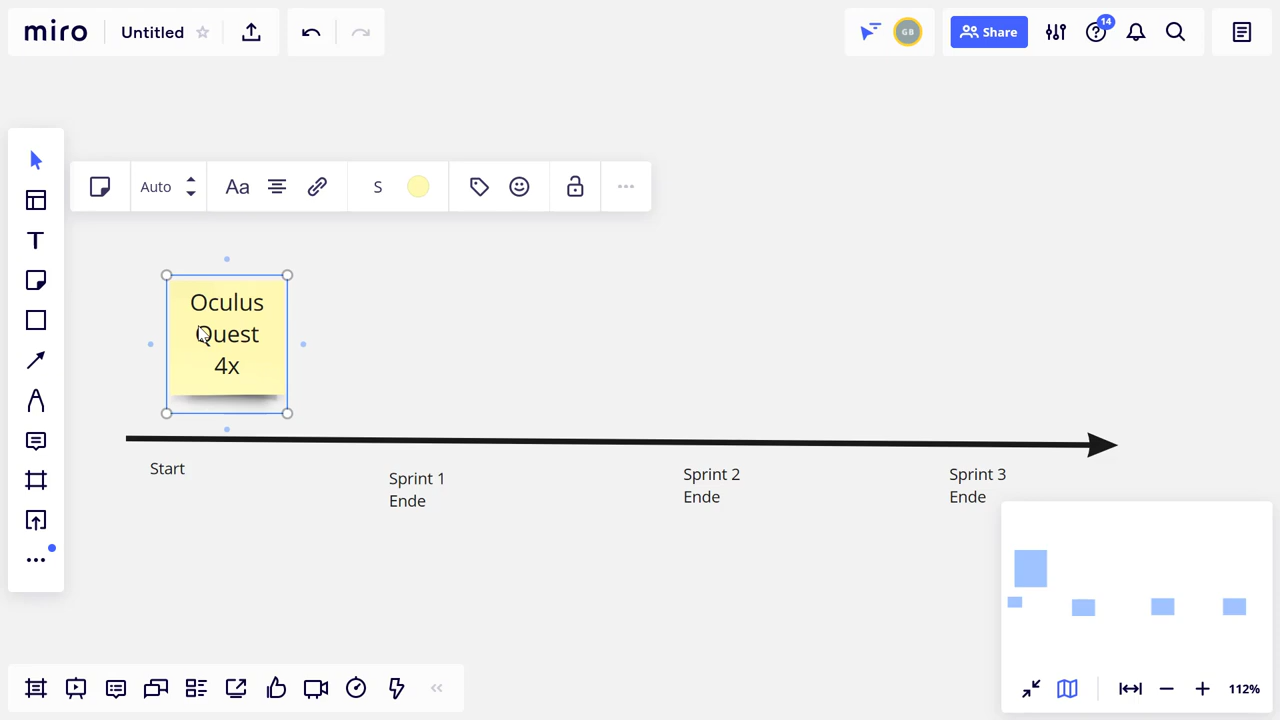 miro
Untitled
GB
Share
14
Auto
Aa
S
Oculus
Quest
4x
Start
Sprint 1
Ende
Sprint 2
Ende
Sprint 3
Ende
112%